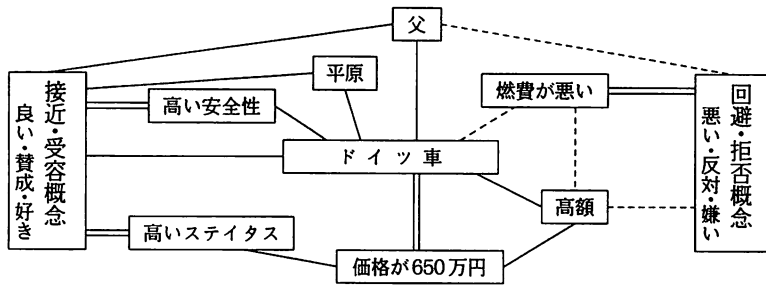 父
平原
高い安全性
燃費が悪い
接近・受容概念
良い・賛成・好き
ドイツ車
回避・拒否概念
悪い・反対・嫌い
高額
高いステイタス
価格が650万円